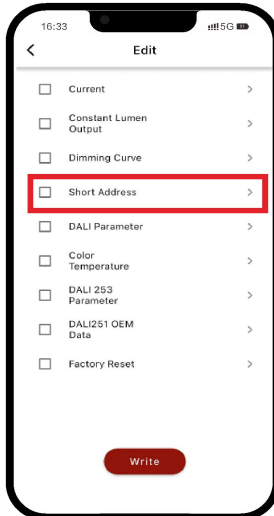 16:33
5G
Edit
Current
Constant Lumen
Output
Dimming Curve
Short Address
DALI Parameter
Color
Temperature
DALI 253
Parameter
DALI251 OEM
Data
Factory Reset
Write